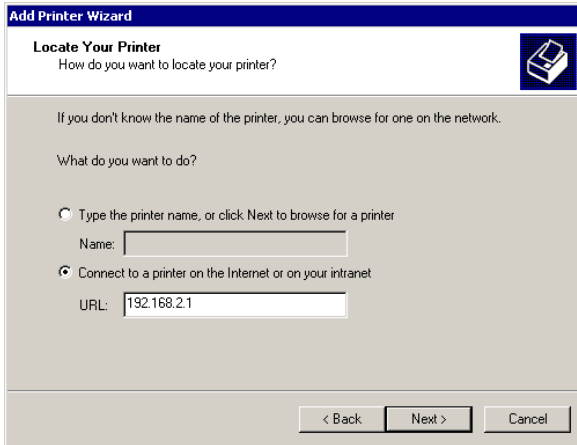 Add Printer Wizard
Locate Your Printer
How do you want to locate your printer?
If you don't know the name of the printer, you can browse for one on the network.
What do you want to do?
Type the printer name, or click Next to browse for a printer
Name:
Connect to a printer on the Internet or on your intranet
URL: 192.168.2.1
< Back Next > Cancel